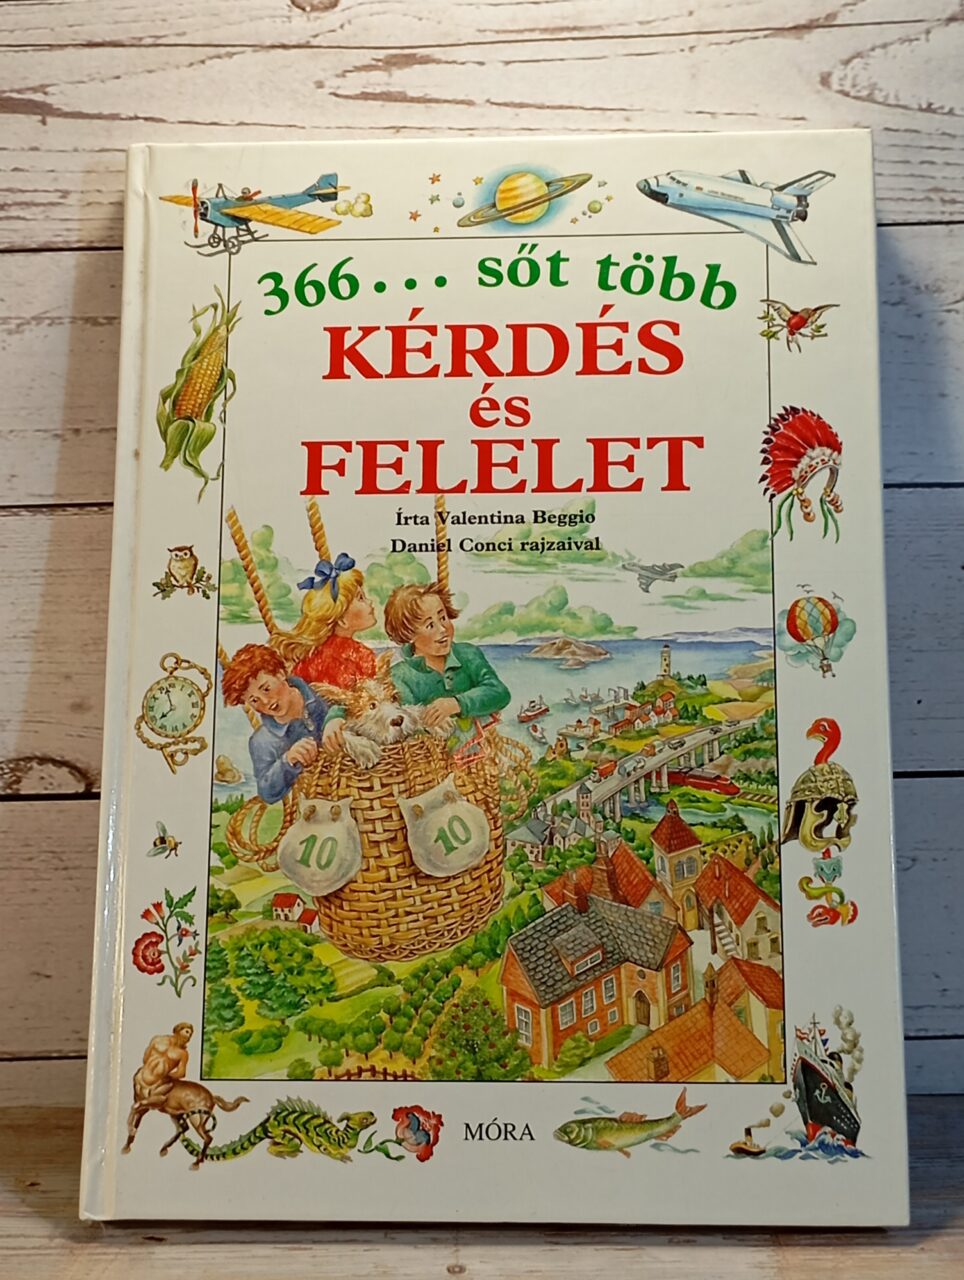 366... sőt több
KÉRDÉS
és
FELELET
Írta Valentina Beggio
Daniel Conci rajzaival
10
10
MÓRA